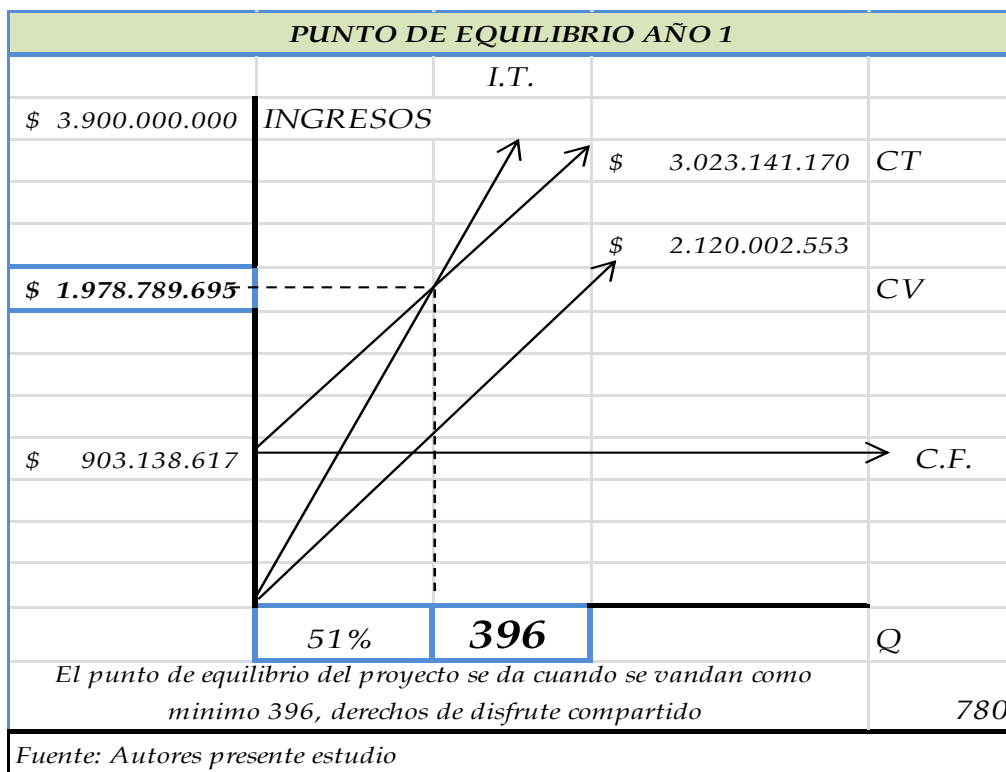 PUNTO DE EQUILIBRIO AÑO 1
I.T.
$ 3.900.000.000 INGRESOS
$ 3.023.141.170 CT
$ 2.120.002.553
$ 1.978.789.695 CV
$ 903.138.617 C.F.
51% 396 Q
El punto de equilibrio del proyecto se da cuando se vandan como
minimo 396, derechos de disfrute compartido 780
Fuente: Autores presente estudio